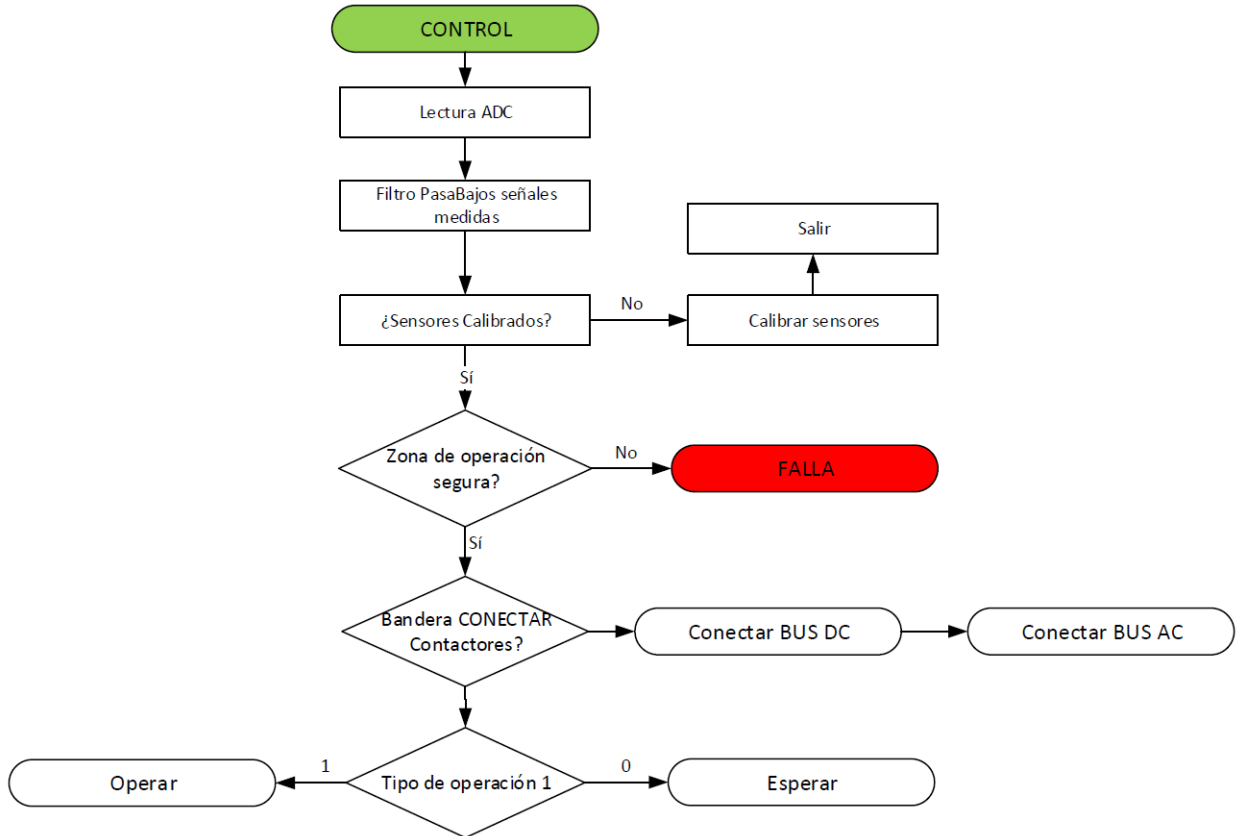 CONTROL
Lectura ADC
Filtro PasaBajos señales
medidas
Salir
¿Sensores Calibrados?
No
Calibrar sensores
Sí
Zona de operación
segura?
No
FALLA
Sí
Bandera CONECTAR
Contactores?
Conectar BUS DC
Conectar BUS AC
Operar
1
Tipo de operación 1
0
Esperar